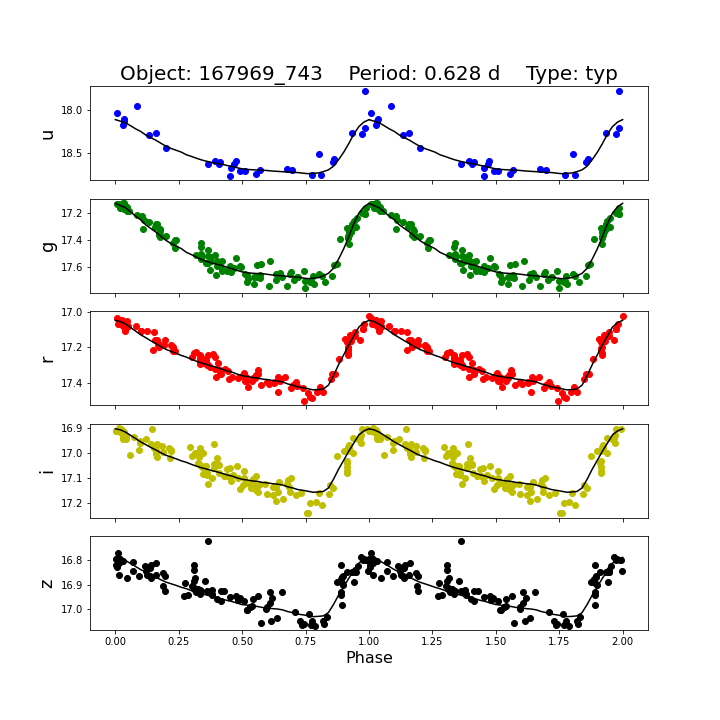 Object: 167969_743    Period: 0.628 d    Type: typ
u
18.0
18.5
g
17.2
17.4
17.6
r
17.0
17.2
17.4
i
16.9
17.0
17.1
17.2
z
16.8
16.9
17.0
0.00 0.25 0.50 0.75 1.00 1.25 1.50 1.75 2.00
Phase